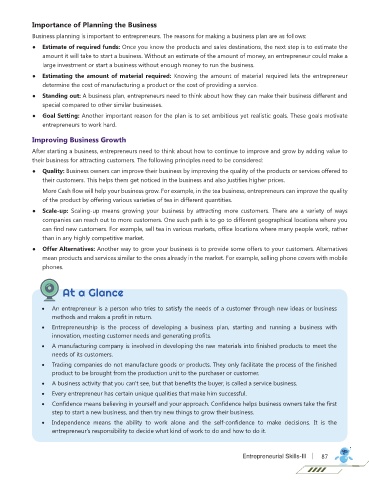 Importance of Planning the Business
Business planning is important to entrepreneurs. The reasons for making a business plan are as follows:
● Estimate of required funds: Once you know the products and sales destinations, the next step is to estimate the
amount it will take to start a business. Without an estimate of the amount of money, an entrepreneur could make a
large investment or start a business without enough money to run the business.
● Estimating the amount of material required: Knowing the amount of material required lets the entrepreneur
determine the cost of manufacturing a product or the cost of providing a service.
● Standing out: A business plan, entrepreneurs need to think about how they can make their business different and
special compared to other similar businesses.
● Goal Setting: Another important reason for the plan is to set ambitious yet realistic goals. These goals motivate
entrepreneurs to work hard.
Improving Business Growth
After starting a business, entrepreneurs need to think about how to continue to improve and grow by adding value to
their business for attracting customers. The following principles need to be considered:
● Quality: Business owners can improve their business by improving the quality of the products or services offered to
their customers. This helps them get noticed in the business and also justifies higher prices.
More Cash flow will help your business grow. For example, in the tea business, entrepreneurs can improve the quality
of the product by offering various varieties of tea in different quantities.
● Scale-up: Scaling-up means growing your business by attracting more customers. There are a variety of ways
companies can reach out to more customers. One such path is to go to different geographical locations where you
can find new customers. For example, sell tea in various markets, office locations where many people work, rather
than in any highly competitive market.
● Offer Alternatives: Another way to grow your business is to provide some offers to your customers. Alternatives
mean products and services similar to the ones already in the market. For example, selling phone covers with mobile
phones.
At a Glance
• An entrepreneur is a person who tries to satisfy the needs of a customer through new ideas or business
methods and makes a profit in return.
• Entrepreneurship is the process of developing a business plan, starting and running a business with
innovation, meeting customer needs and generating profits.
• A manufacturing company is involved in developing the raw materials into finished products to meet the
needs of its customers.
• Trading companies do not manufacture goods or products. They only facilitate the process of the finished
product to be brought from the production unit to the purchaser or customer.
• A business activity that you can't see, but that benefits the buyer, is called a service business.
• Every entrepreneur has certain unique qualities that make him successful.
• Confidence means believing in yourself and your approach. Confidence helps business owners take the first
step to start a new business, and then try new things to grow their business.
• Independence means the ability to work alone and the self-confidence to make decisions. It is the
entrepreneur's responsibility to decide what kind of work to do and how to do it.
Entrepreneurial Skills-III | 87